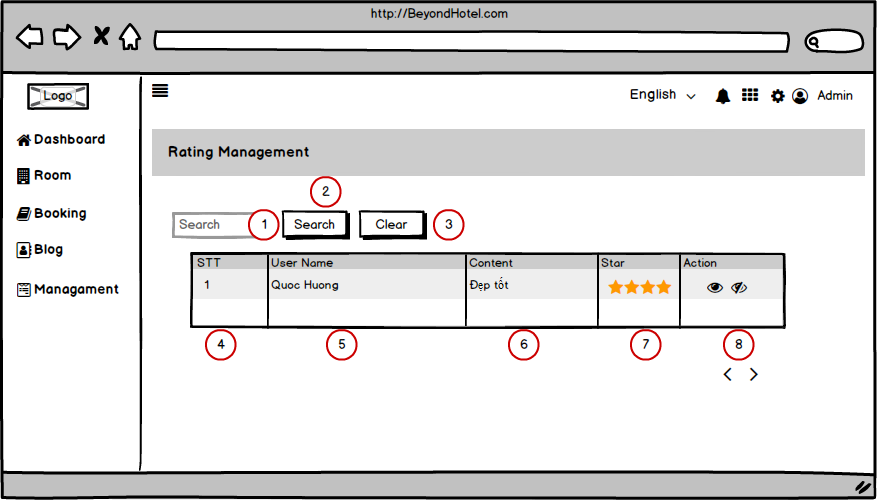 http://BeyondHotel.com
Logo
English
Admin
Dashboard
Room
Booking
Blog
Managament
Rating Management
2
Search
1
Search
Clear
3
STT User Name Content Star Action
1 Quoc Huong Đẹp tốt
4 5 6 7 8